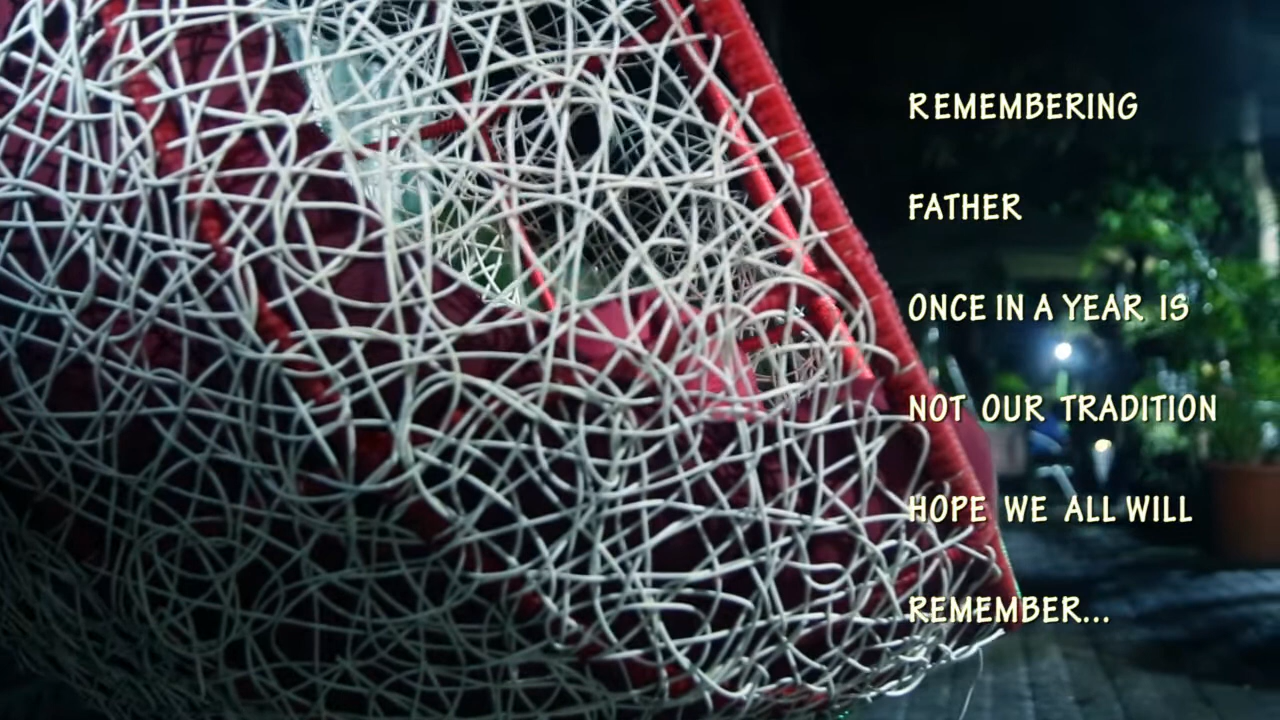 REMEMBERING
FATHER
ONCE IN A YEAR IS
NOT OUR TRADITION
HOPE WE ALL WILL
REMEMBER...